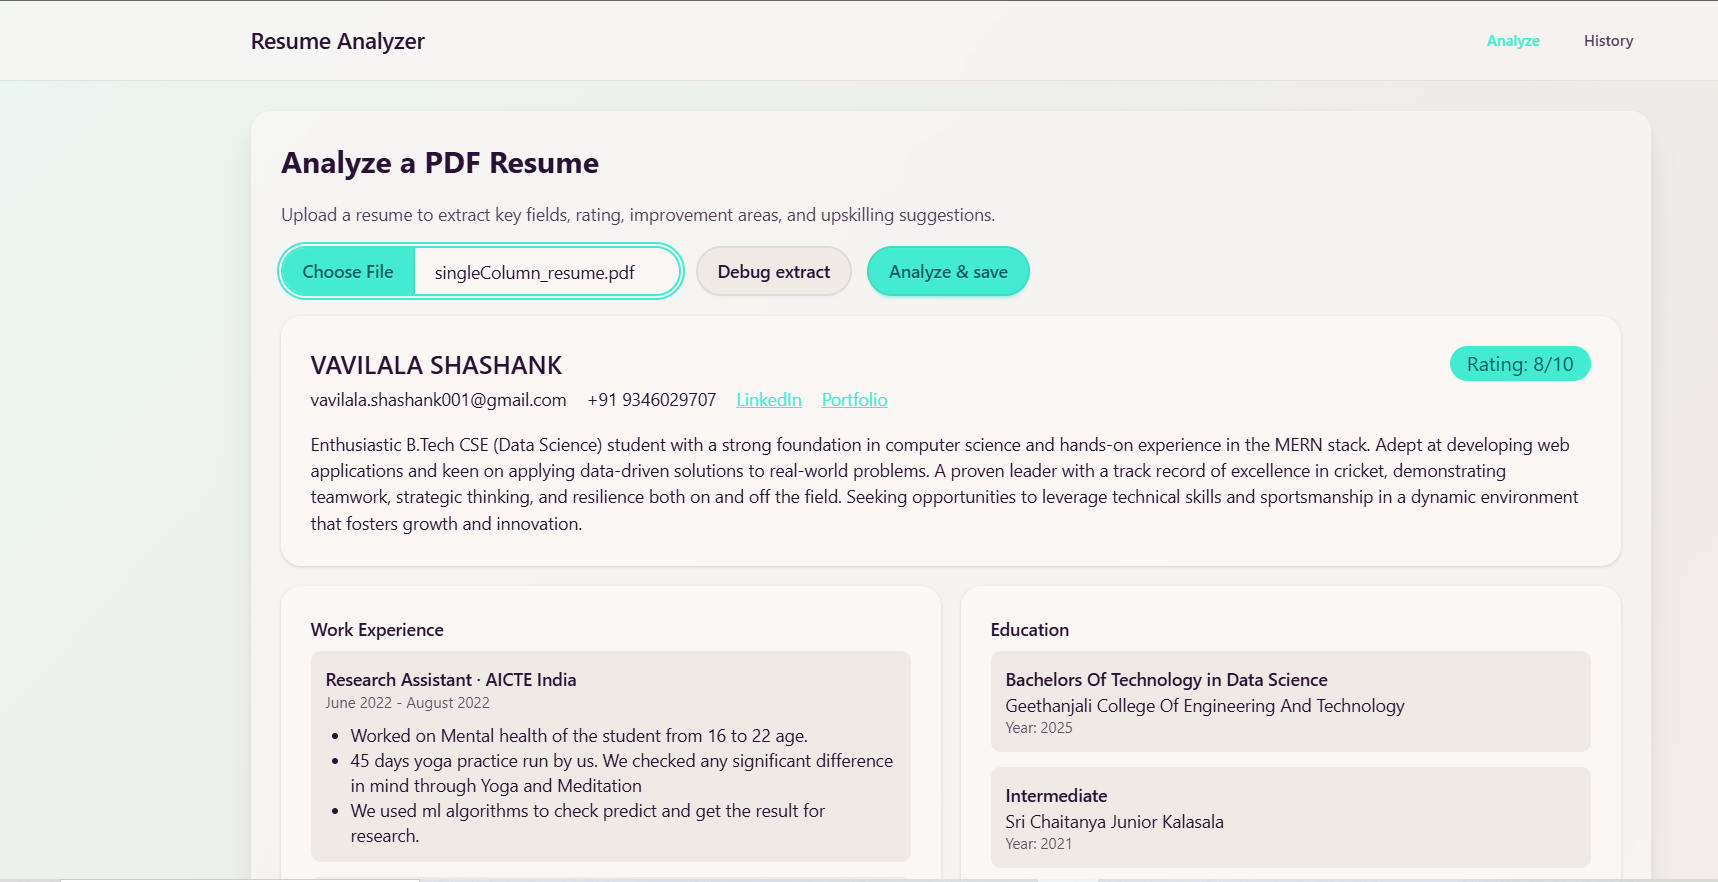 Resume Analyzer
Analyze
History
Analyze a PDF Resume
Upload a resume to extract key fields, rating, improvement areas, and upskilling suggestions.
Choose File
singleColumn_resume.pdf
Debug extract
Analyze & save
VAVILALA SHASHANK
Rating: 8/10
vavilala.shashank001@gmail.com
+91 9346029707
LinkedIn
Portfolio
Enthusiastic B.Tech CSE (Data Science) student with a strong foundation in computer science and hands-on experience in the MERN stack. Adept at developing web
applications and keen on applying data-driven solutions to real-world problems. A proven leader with a track record of excellence in cricket, demonstrating
teamwork, strategic thinking, and resilience both on and off the field. Seeking opportunities to leverage technical skills and sportsmanship in a dynamic environment
that fosters growth and innovation.
Work Experience
Research Assistant · AICTE India
June 2022 - August 2022
• Worked on Mental health of the student from 16 to 22 age.
• 45 days yoga practice run by us. We checked any significant difference
in mind through Yoga and Meditation
• We used ml algorithms to check predict and get the result for
research.
Education
Bachelors Of Technology in Data Science
Geethanjali College Of Engineering And Technology
Year: 2025
Intermediate
Sri Chaitanya Junior Kalasala
Year: 2021